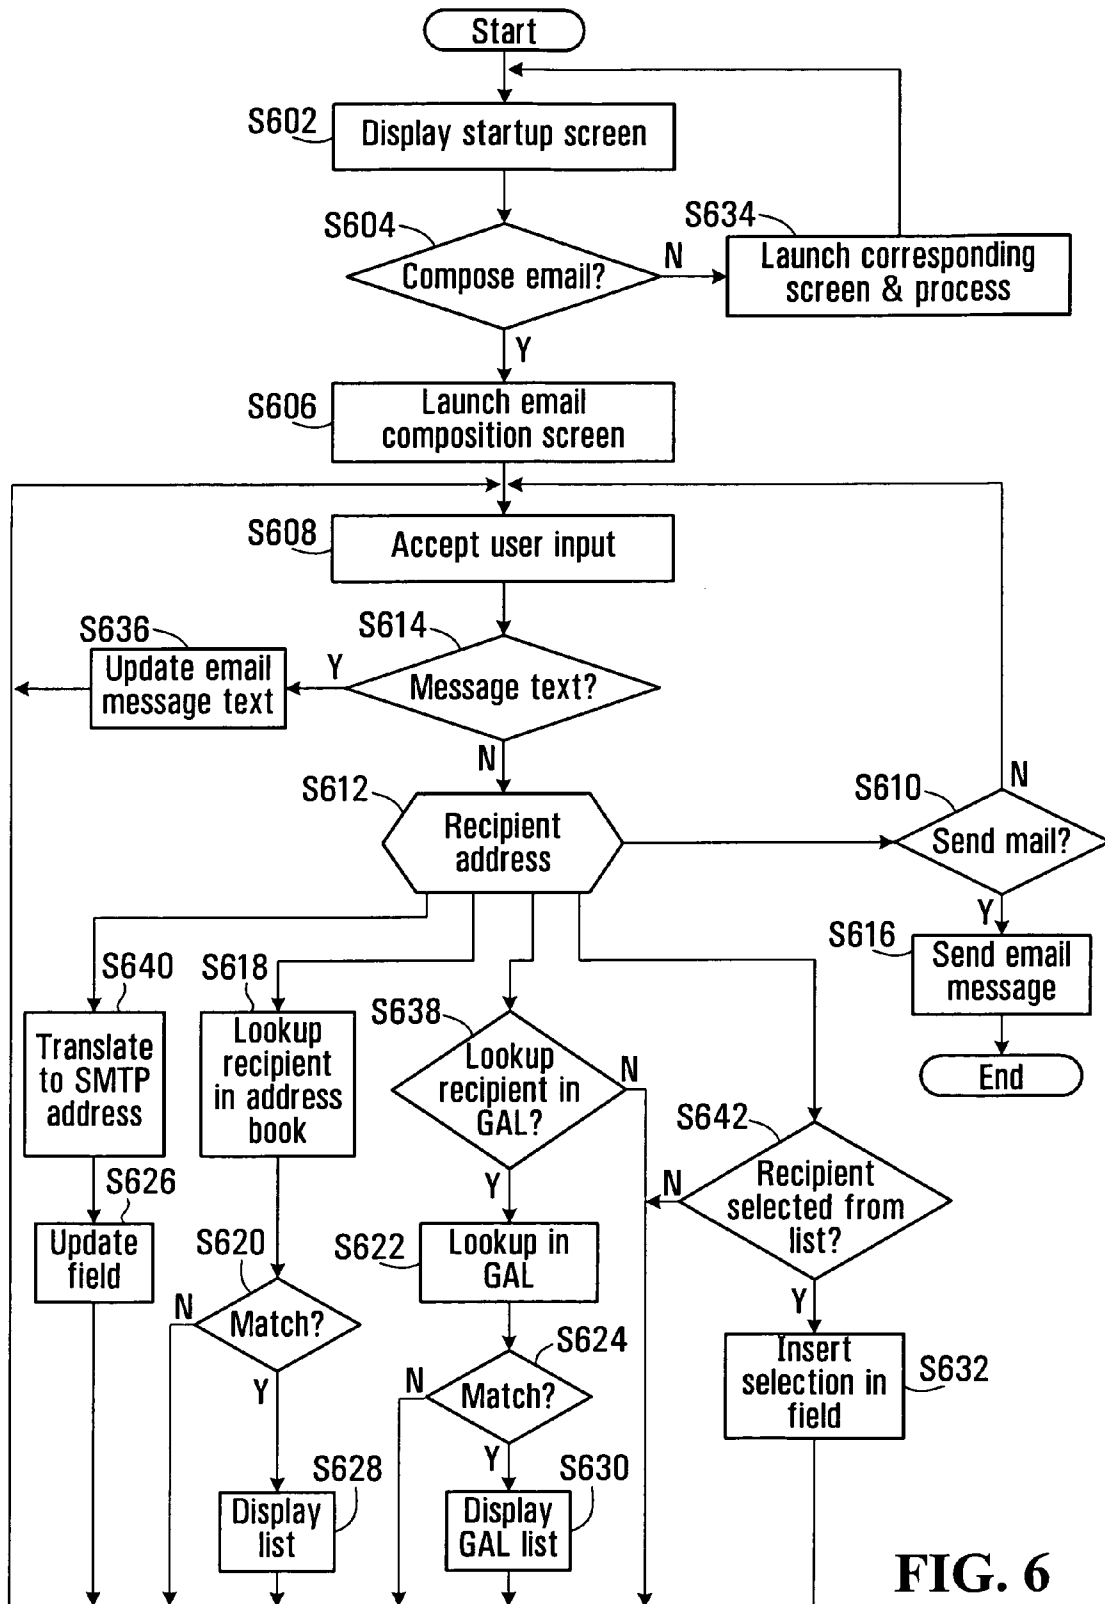 Start
S602
Display startup screen
S604
Compose email?
N
S634
Launch corresponding
screen & process
Y
S606
Launch email
composition screen
S608
Accept user input
S614
Message text?
Y
S636
Update email
message text
N
S612
Recipient
address
S610
Send mail?
N
Y
S616
Send email
message
End
S640
Translate
to SMTP
address
S626
Update
field
S618
Lookup
recipient
in address
book
S620
Match?
N
Y
S628
Display
list
S638
Lookup
recipient in
GAL?
N
Y
S622
Lookup in
GAL
S624
Match?
N
Y
S630
Display
GAL list
S642
Recipient
selected from
list?
N
Y
S632
Insert
selection in
field
FIG. 6